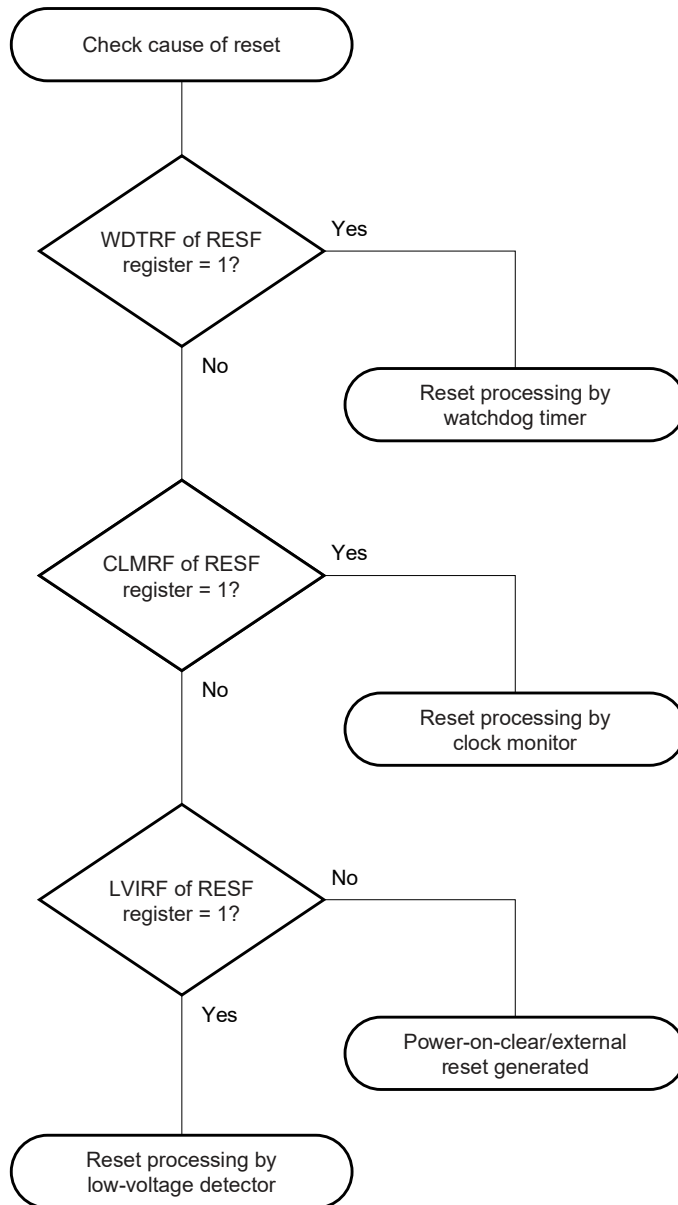 Check cause of reset
WDTRF of RESF
register = 1?
Yes
No
Reset processing by
watchdog timer
CLMRF of RESF
register = 1?
Yes
No
Reset processing by
clock monitor
LVIRF of RESF
register = 1?
No
Yes
Power-on-clear/external
reset generated
Reset processing by
low-voltage detector